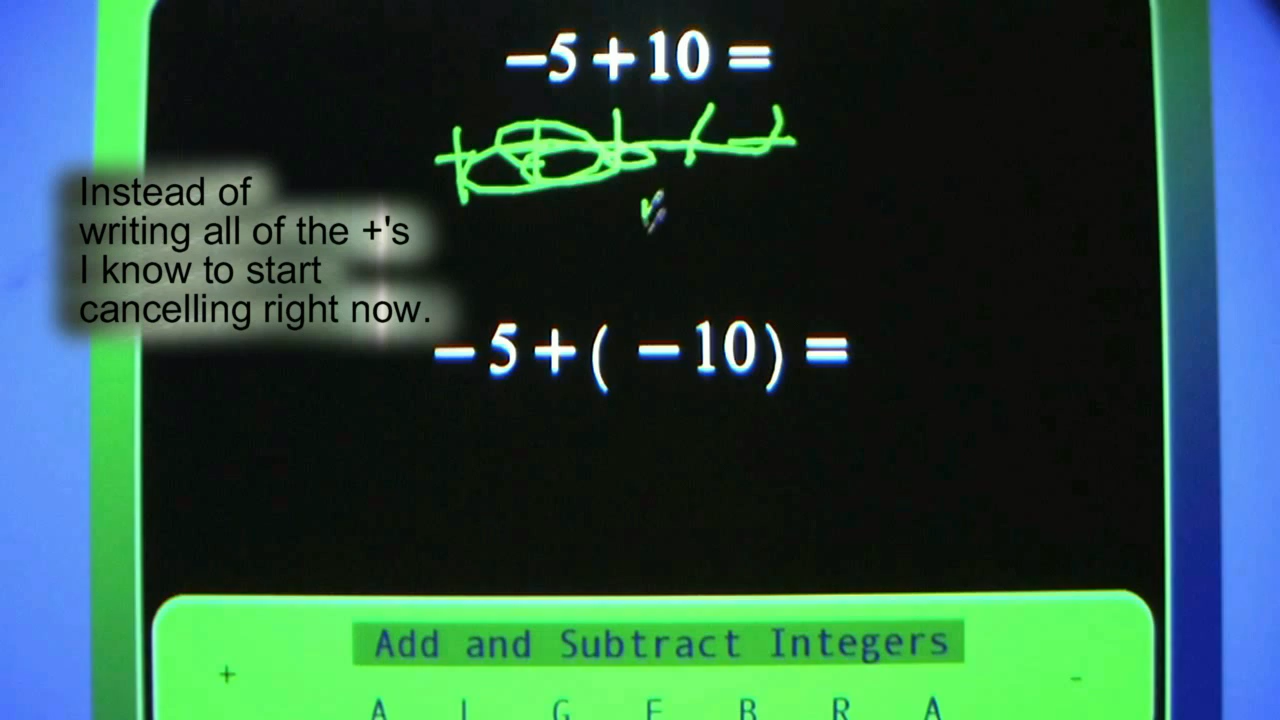 −5+10=
Instead of
writing all of the +'s
I know to start
cancelling right now.
−5+( −10)=
Add and Subtract Integers
+ -
A L G E B R A